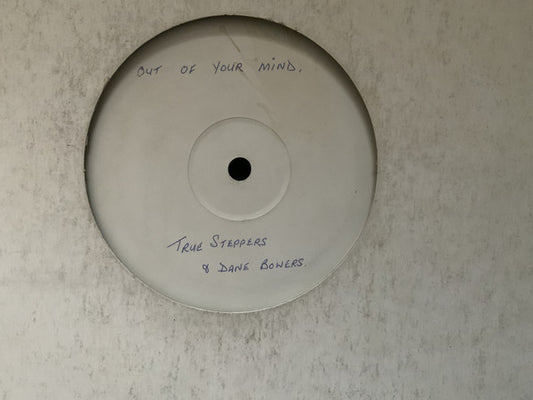 OUT OF YOUR MIND.
TRUE STEPPERS
& DANE BOWERS.